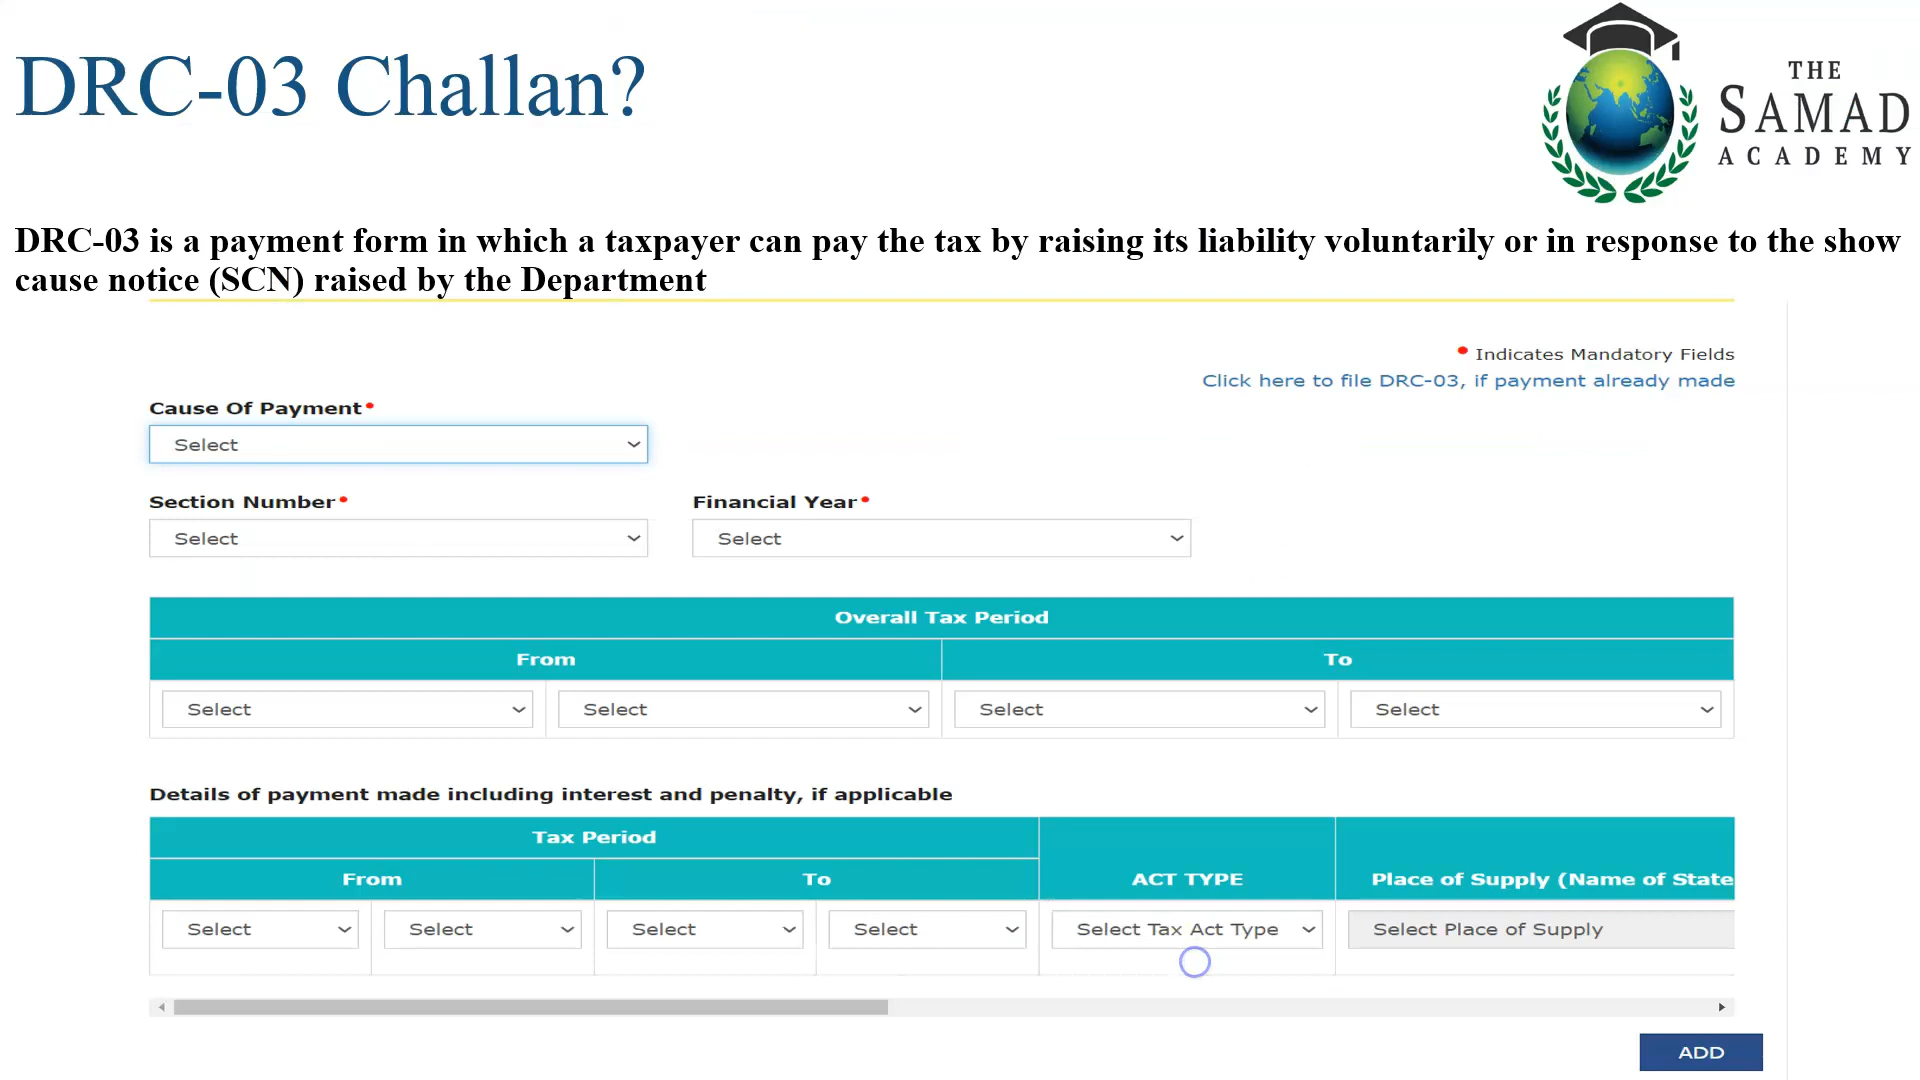 DRC-03 Challan?
THE
SAMAD
ACADEMY
DRC-03 is a payment form in which a taxpayer can pay the tax by raising its liability voluntarily or in response to the show
cause notice (SCN) raised by the Department
• Indicates Mandatory Fields
Click here to file DRC-03, if payment already made
Cause Of Payment•
Select
Section Number• Financial Year•
Select Select
Overall Tax Period
From To
Select Select Select Select
Details of payment made including interest and penalty, if applicable
Tax Period
From To ACT TYPE Place of Supply (Name of State
Select Select Select Select Select Tax Act Type Select Place of Supply
ADD